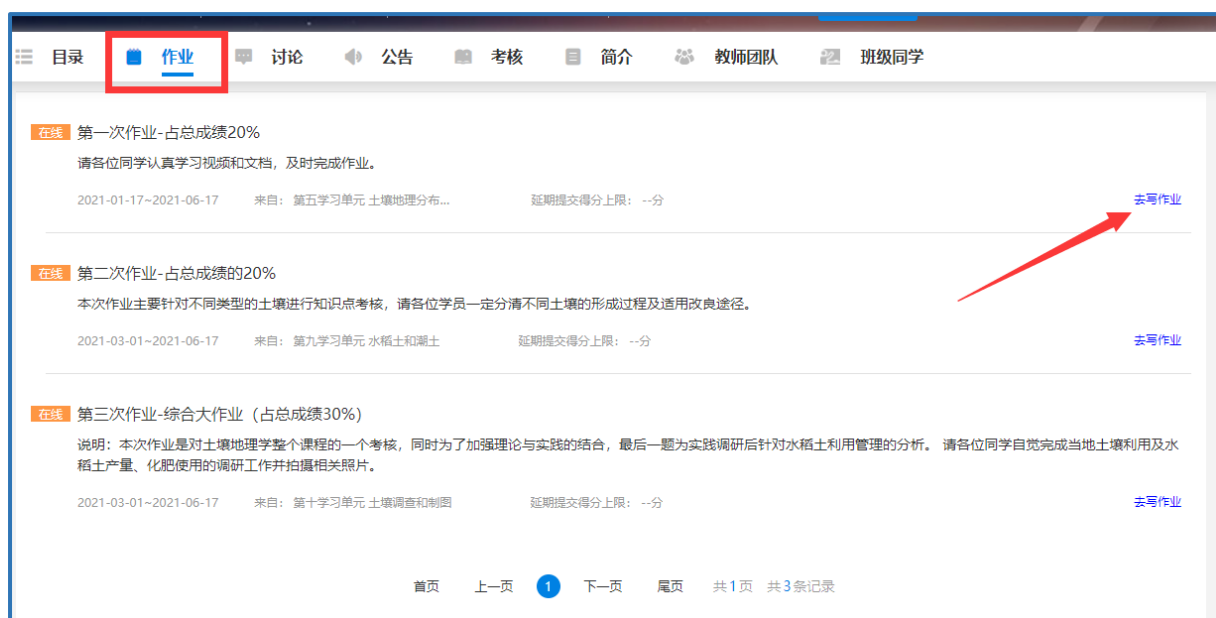 目录 作业 讨论 公告 考核 简介 教师团队 班级同学
在线 第一次作业-占总成绩20%
请各位同学认真学习视频和文档，及时完成作业。
2021-01-17~2021-06-17 来自： 第五学习单元 土壤地理分布... 延期提交得分上限： --分 去写作业
在线 第二次作业-占总成绩的20%
本次作业主要针对不同类型的土壤进行知识点考核，请各位学员一定分清不同土壤的形成过程及适用改良途径。
2021-03-01~2021-06-17 来自： 第九学习单元 水稻土和潮土 延期提交得分上限： --分 去写作业
在线 第三次作业-综合大作业（占总成绩30%）
说明：本次作业是对土壤地理学整个课程的一个考核，同时为了加强理论与实践的结合，最后一题为实践调研后针对水稻土利用管理的分析。 请各位同学自觉完成当地土壤利用及水
稻土产量、化肥使用的调研工作并拍摄相关照片。
2021-03-01~2021-06-17 来自： 第十学习单元 土壤调查和制图 延期提交得分上限： --分 去写作业
首页 上一页 1 下一页 尾页 共1页 共3条记录